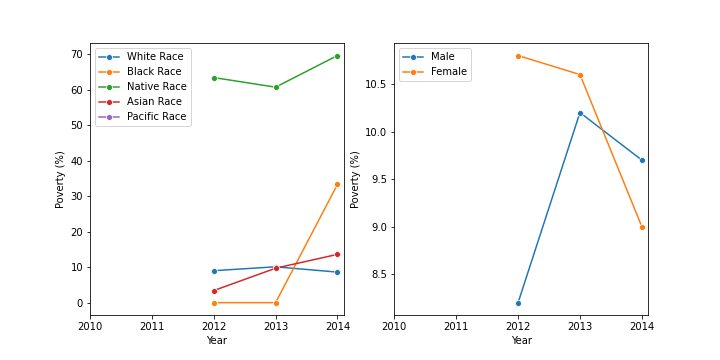 White Race
Black Race
Native Race
Asian Race
Pacific Race
Poverty (%)
70
60
50
40
30
20
10
0
2010 2011 2012 2013 2014
Year
Male
Female
Poverty (%)
10.5
10.0
9.5
9.0
8.5
2010 2011 2012 2013 2014
Year